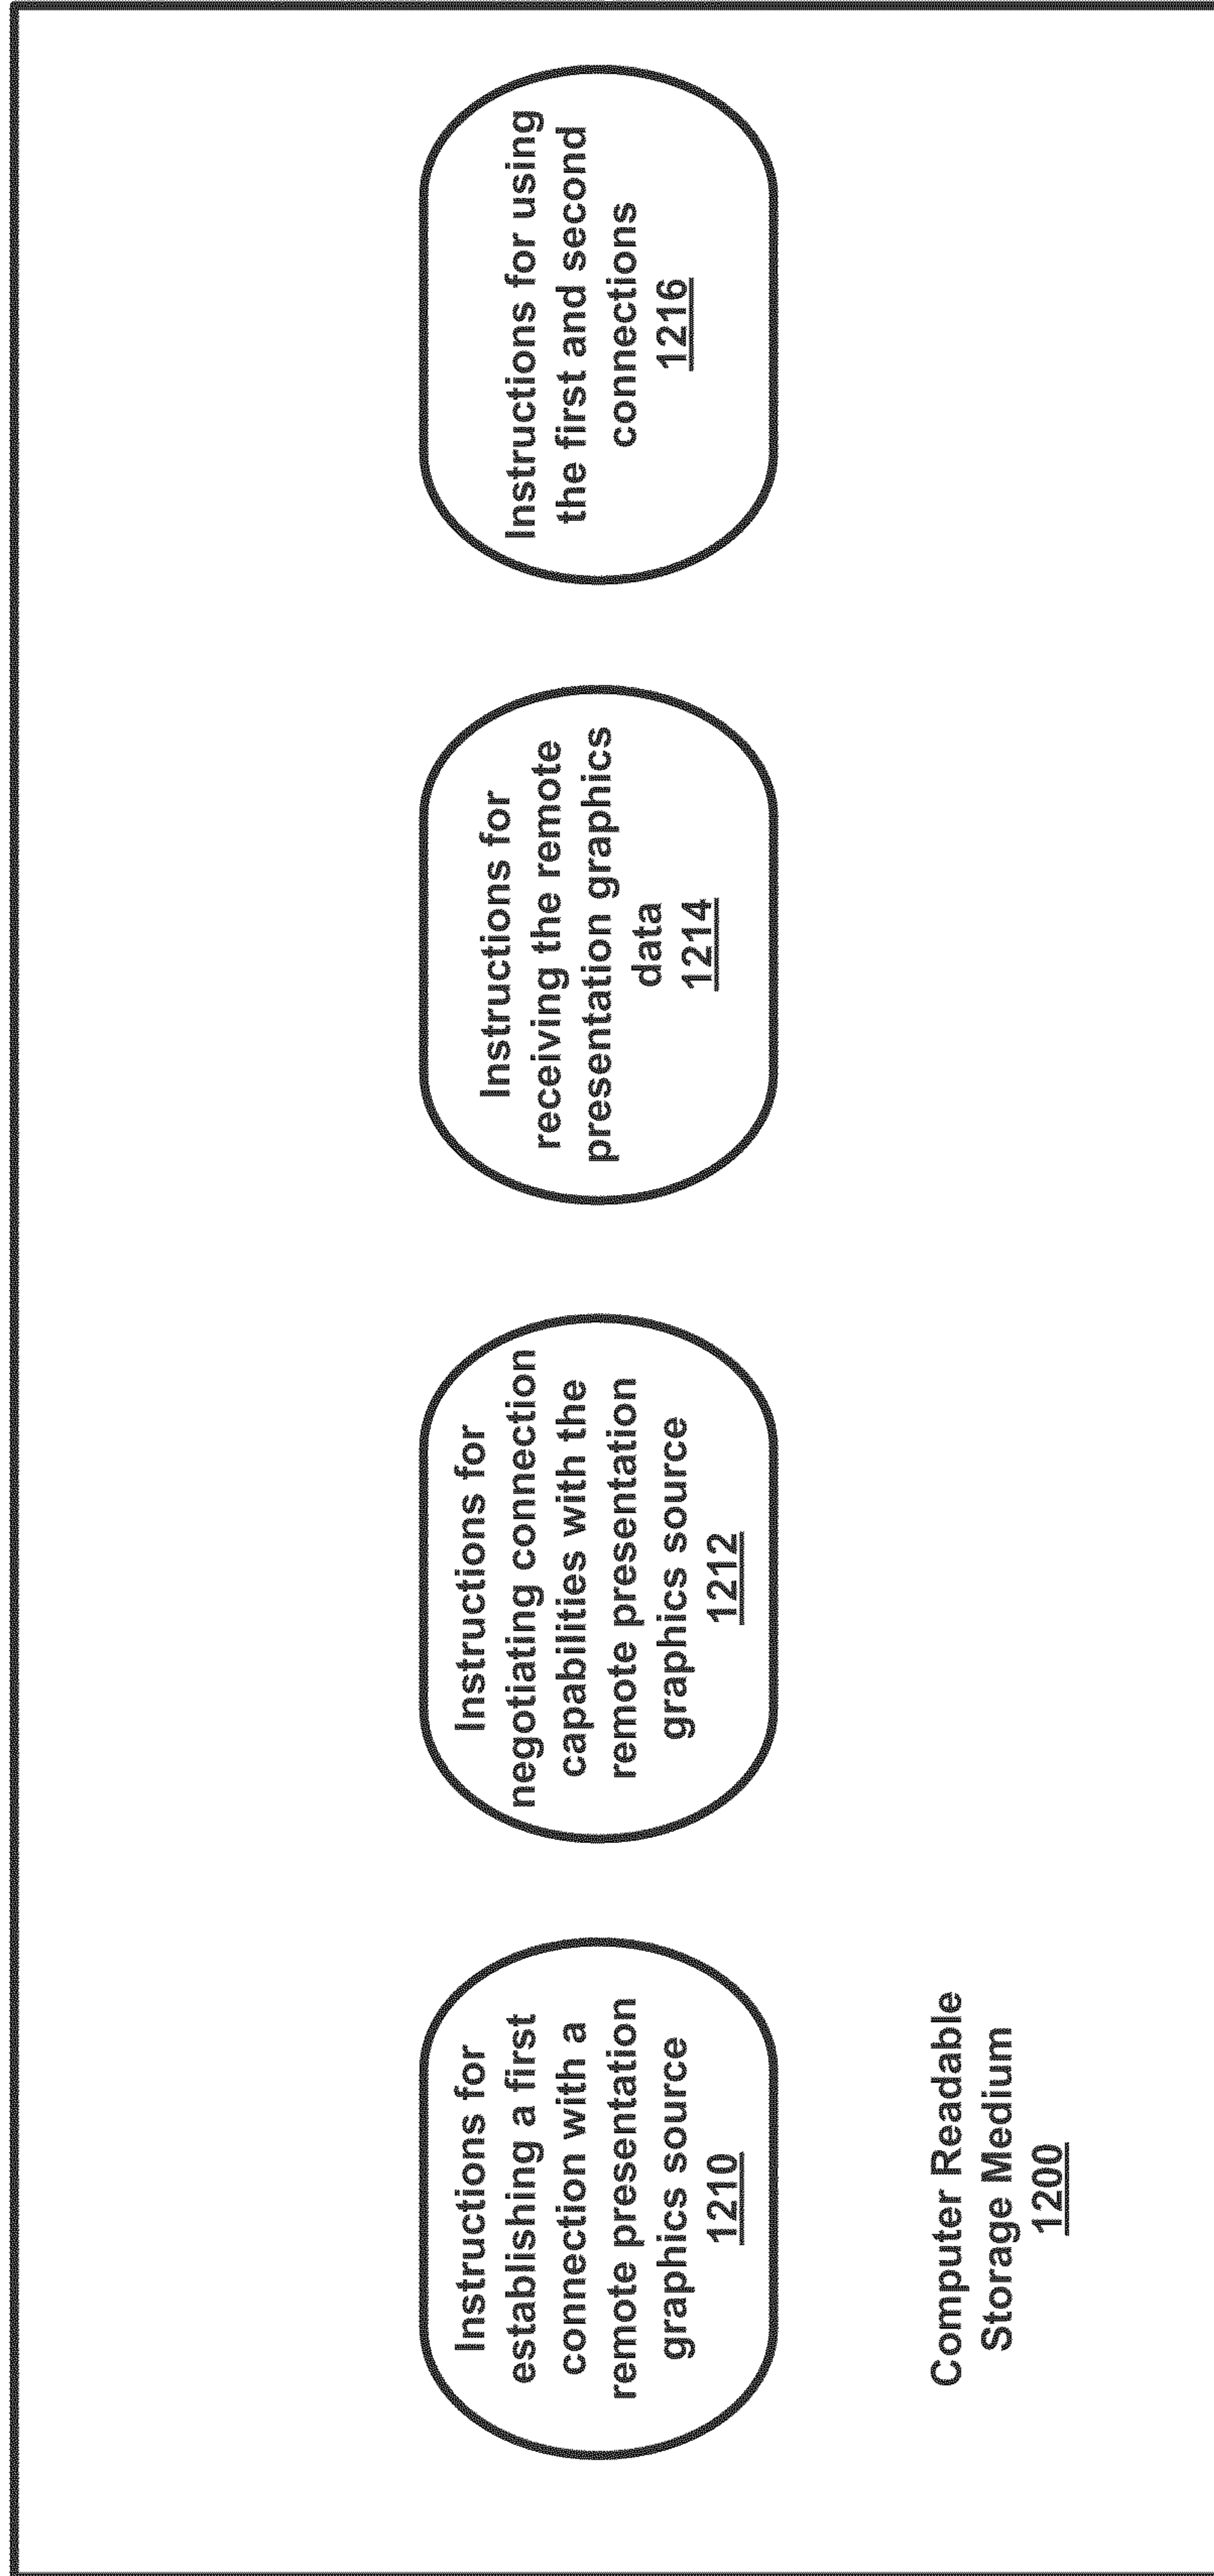 Instructions for
establishing a first
connection with a
remote presentation
graphics source
1210
Instructions for
negotiating connection
capabilities with the
remote presentation
graphics source
1212
Instructions for
receiving the remote
presentation graphics
data
1214
Instructions for using
the first and second
connections
1216
Computer Readable
Storage Medium
1200